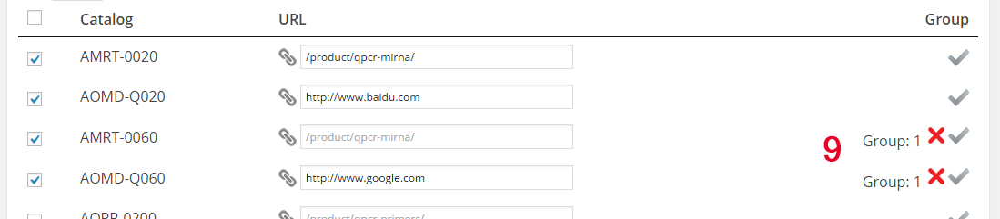 Catalog URL Group
AMRT-0020 /product/qpcr-mirna/
AOMD-Q020 http://www.baidu.com
AMRT-0060 /product/qpcr-mirna/ 9 Group: 1
AOMD-Q060 http://www.google.com Group: 1
AOPR-0200 /product/qpcr-primers/